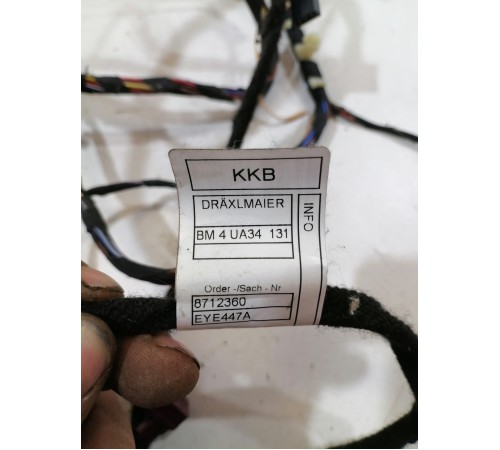 KKB
DRÄXLMAIER
BM 4 UA34 131
INFO
Order -/Sach - Nr
8712360
EYE447A